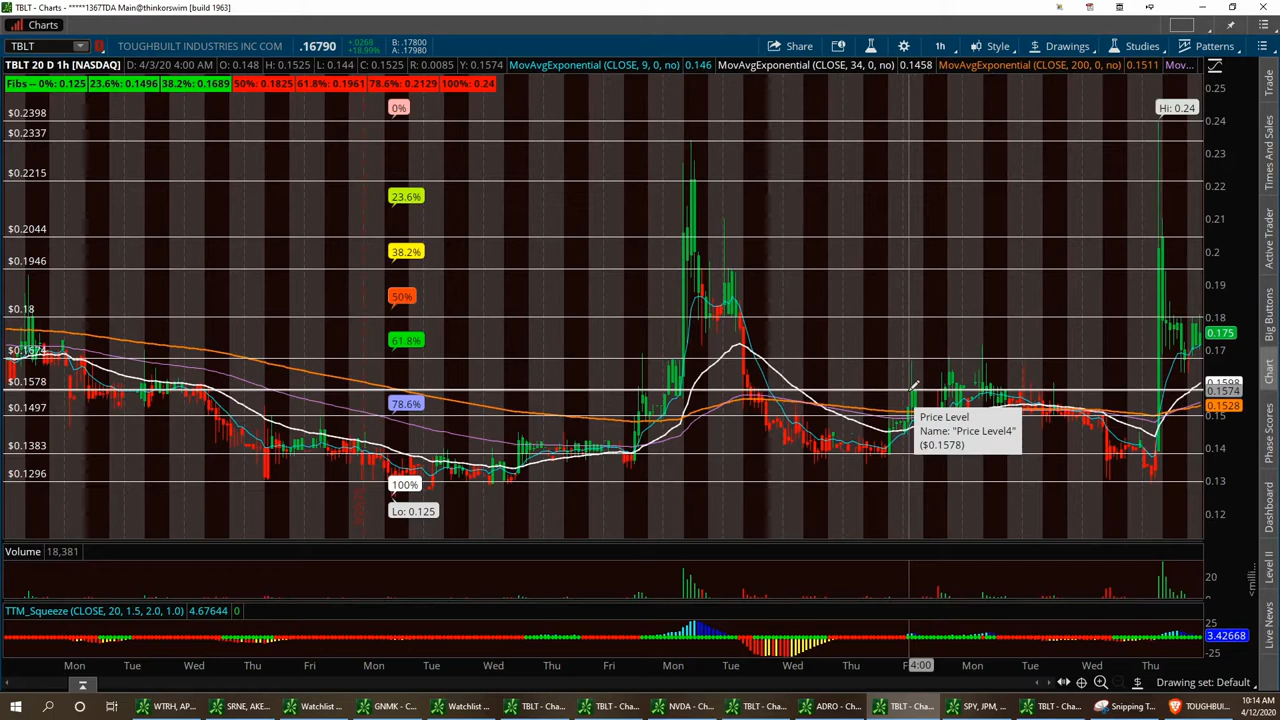 TBLT - Charts - *****1367TDA Main@thinkorswim [build 1963]
Charts
TBLT
TOUGHBUILT INDUSTRIES INC COM
.16790
+.0268
+18.99%
B: .17800
A: .17980
Share
1h
Style
Drawings
Studies
Patterns
TBLT 20 D 1h [NASDAQ]
D: 4/3/20 4:00 AM
O: 0.148
H: 0.1525
L: 0.144
C: 0.1525
R: 0.0085
Y: 0.1574
MovAvgExponential (CLOSE, 9, 0, no)
0.146
MovAvgExponential (CLOSE, 34, 0, no)
0.1458
MovAvgExponential (CLOSE, 200, 0, no)
0.1511
Mov...
Fibs -- 0%: 0.125
23.6%: 0.1496
38.2%: 0.1689
50%: 0.1825
61.8%: 0.1961
78.6%: 0.2129
100%: 0.24
$0.2398
$0.2337
$0.2215
$0.2044
$0.1946
$0.18
$0.1674
$0.1578
$0.1497
$0.1383
$0.1296
0%
23.6%
38.2%
50%
61.8%
78.6%
100%
Lo: 0.125
Hi: 0.24
Price Level
Name: "Price Level4"
($0.1578)
0.25
0.24
0.23
0.22
0.21
0.2
0.19
0.18
0.175
0.17
0.1598
0.1574
0.1528
0.15
0.14
0.13
0.12
Volume
18,381
20
<milli...
TTM_Squeeze (CLOSE, 20, 1.5, 2.0, 1.0)
4.67644
0
25
3.42668
-25
Mon
Tue
Wed
Thu
Fri
Mon
Tue
Wed
Thu
Fri
Mon
Tue
Wed
Thu
F
4:00
Mon
Tue
Wed
Thu
Drawing set: Default
Trade
Times And Sales
Active Trader
Big Buttons
Chart
Phase Scores
Dashboard
Level II
Live News
WTRH, AP...
SRNE, AKE...
Watchlist ...
GNMK - C...
Watchlist ...
TBLT - Cha...
TBLT - Cha...
NVDA - Ch...
TBLT - Cha...
ADRO - Ch...
TBLT - Cha...
SPY, JPM, ...
TBLT - Cha...
Snipping T...
TOUGHBU...
10:14 AM
4/12/2020